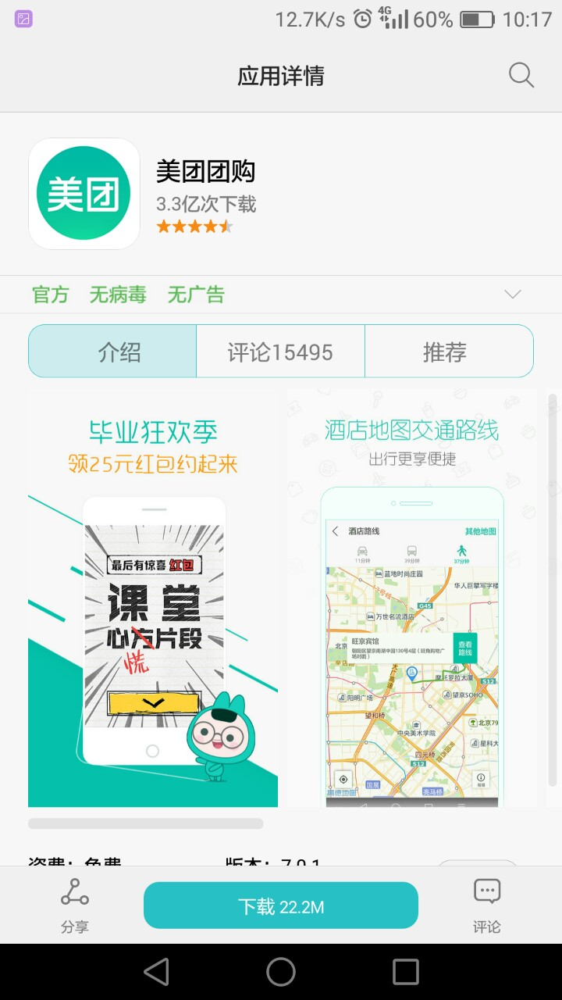 12.7K/s 4G 60% 10:17
应用详情
美团
美团团购
3.3亿次下载
官方 无病毒 无广告
介绍 评论15495 推荐
毕业狂欢季
领25元红包约起来
最后有惊喜 红包
课堂
心方片段
慌
酒店地图交通路线
出行更享便捷
酒店路线 其他地图
11分钟 39分钟 37分钟
蓝地时尚庄园
华人巨擘写字楼
13号线
G45
万世名流酒店
旺京宾馆
朝阳区望京南湖中园130号4层(旺角购物广场对面)
查看路线
北京
大广高速
摩托罗拉大厦
S12
阳明广场
望京SOHO
望和桥
北京79
中央美术学院
星科大
四元桥
S12
国展
亮马桥
高德地图
资费：免费 版本：7.0.1
分享
下载 22.2M
评论